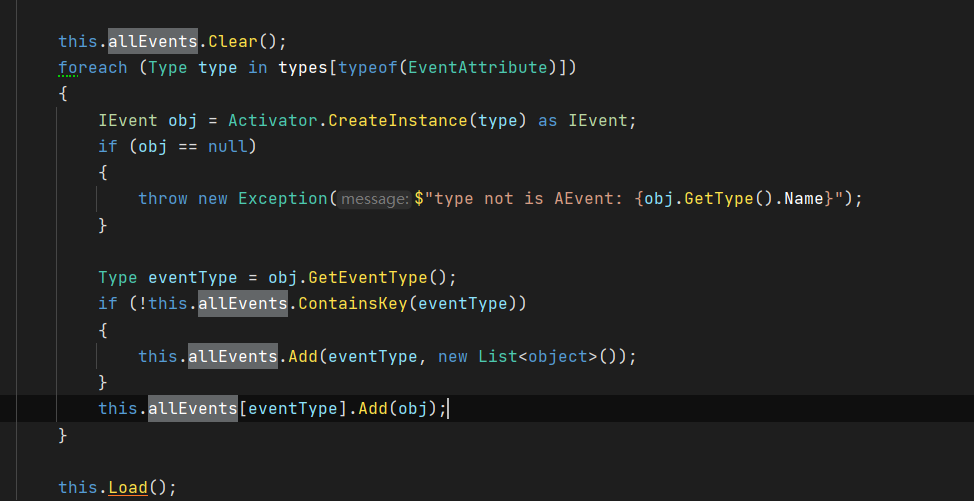 this.allEvents.Clear();
foreach (Type type in types[typeof(EventAttribute)])
{
IEvent obj = Activator.CreateInstance(type) as IEvent;
if (obj == null)
{
throw new Exception(message:$"type not is AEvent: {obj.GetType().Name}");
}
Type eventType = obj.GetEventType();
if (!this.allEvents.ContainsKey(eventType))
{
this.allEvents.Add(eventType, new List<object>());
}
this.allEvents[eventType].Add(obj);
}
this.Load();